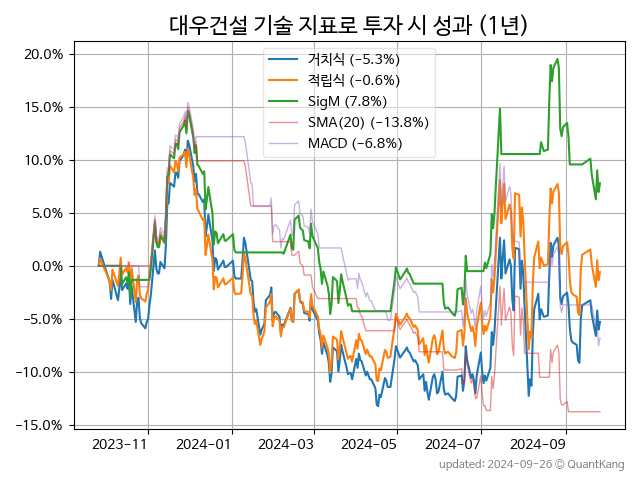 대우건설 기술 지표로 투자 시 성과 (1년)
거치식 (−5.3%)
적립식 (−0.6%)
SigM (7.8%)
SMA(20) (−13.8%)
MACD (−6.8%)
20.0%
15.0%
10.0%
5.0%
0.0%
−5.0%
−10.0%
−15.0%
2023−11 2024−01 2024−03 2024−05 2024−07 2024−09
updated: 2024-09-26 © QuantKang